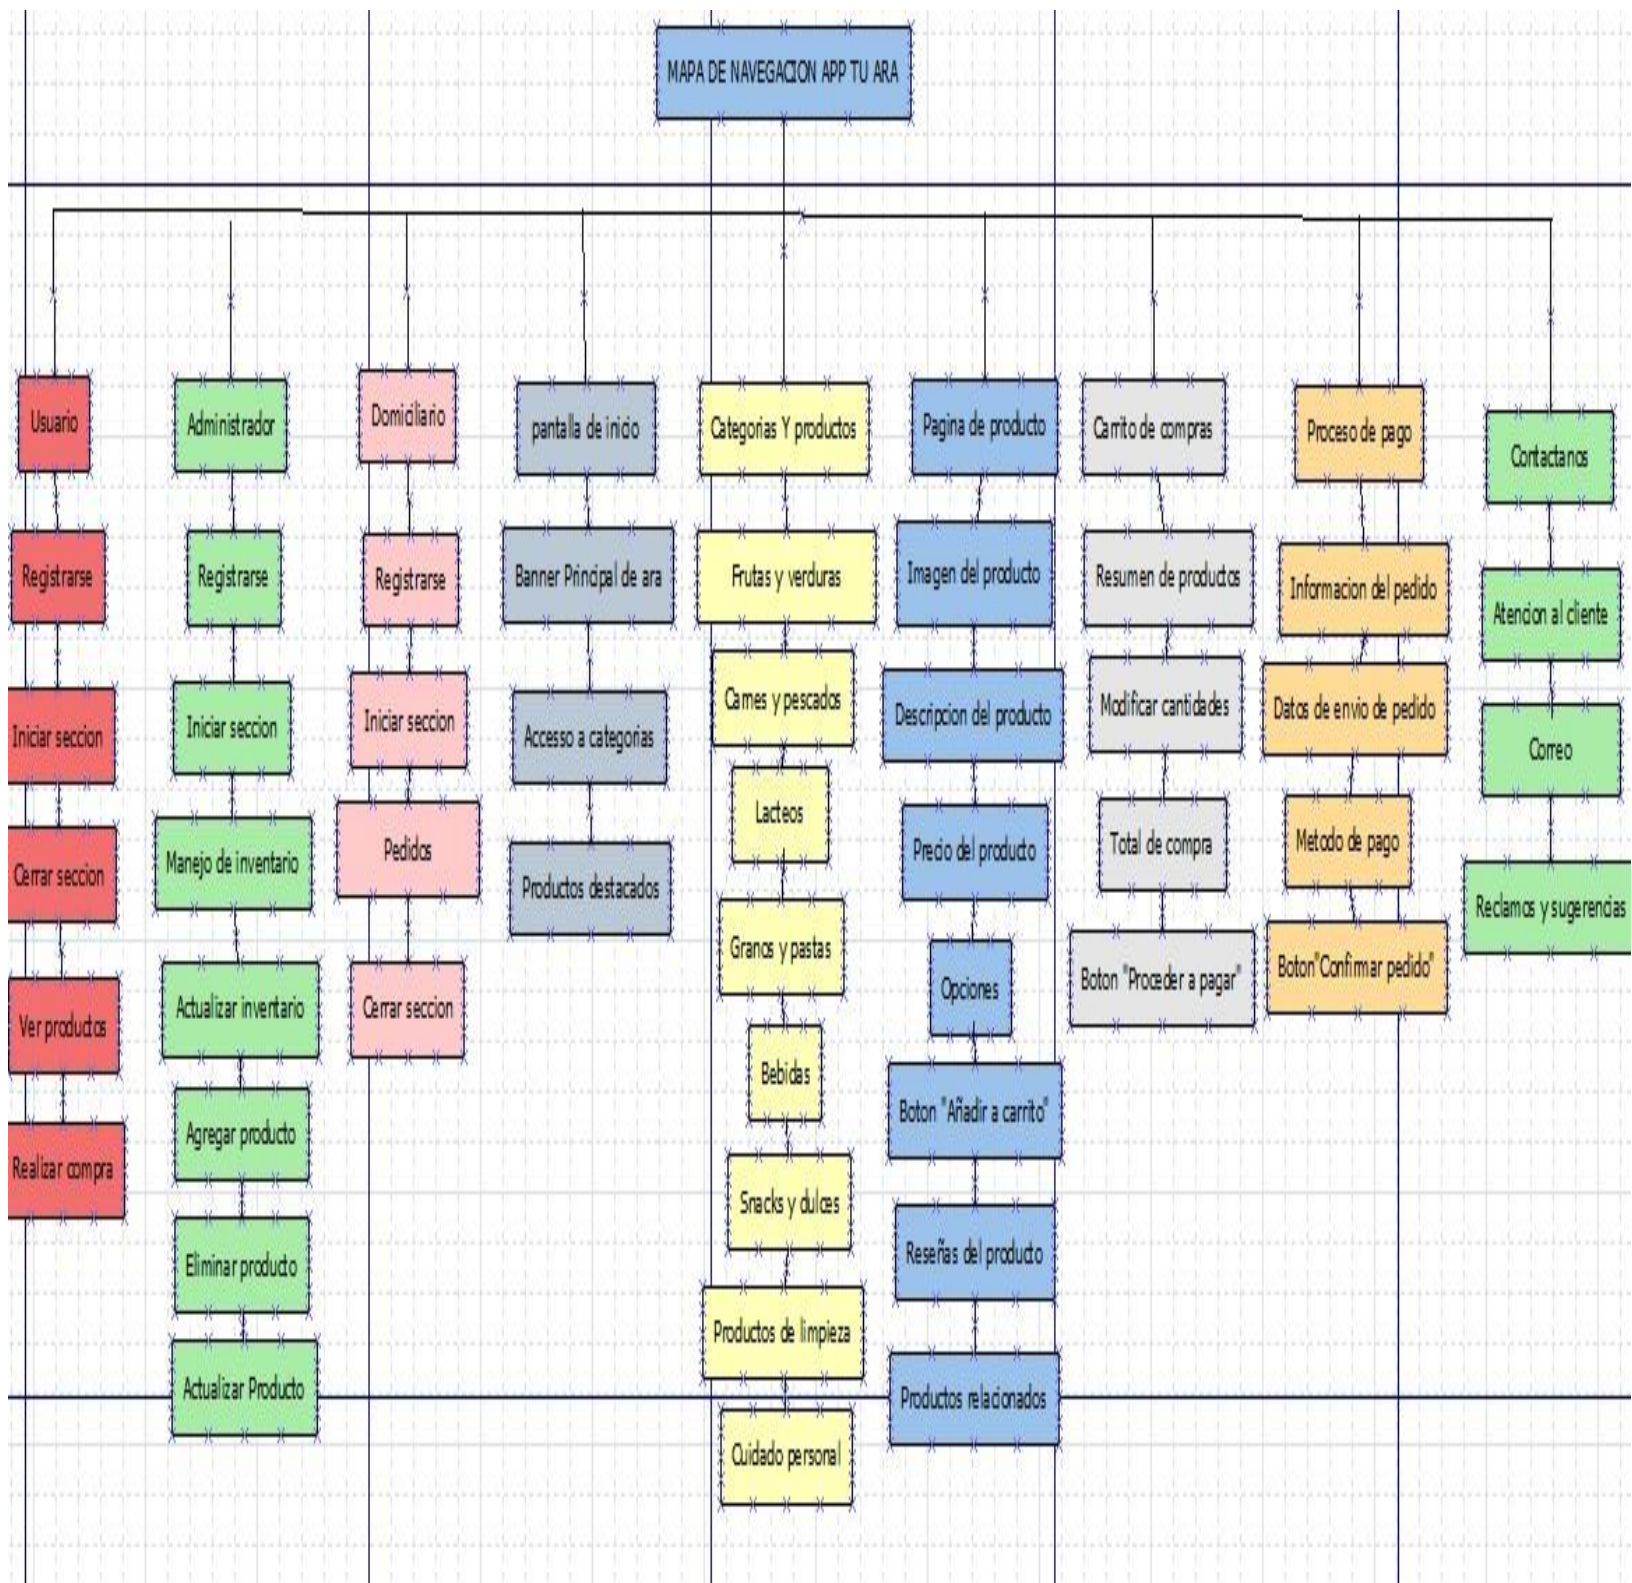 MAPA DE NAVEGACION APP TU ARA
Usuario
Registrarse
Iniciar seccion
Cerrar seccion
Ver productos
Realizar compra
Administrador
Registrarse
Iniciar seccion
Manejo de inventario
Actualizar inventario
Agregar producto
Eliminar producto
Actualizar Producto
Domiciliario
Registrarse
Iniciar seccion
Pedidos
Cerrar seccion
pantalla de inicio
Banner Principal de ara
Accesso a categorias
Productos destacados
Categorias Y productos
Frutas y verduras
Carnes y pescados
Lacteos
Granos y pastas
Bebidas
Snacks y dulces
Productos de limpieza
Cuidado personal
Pagina de producto
Imagen del producto
Descripcion del producto
Precio del producto
Opciones
Boton "Añadir a carrito"
Reseñas del producto
Productos relacionados
Carrito de compras
Resumen de productos
Modificar cantidades
Total de compra
Boton "Proceder a pagar"
Proceso de pago
Informacion del pedido
Datos de envio de pedido
Metodo de pago
Boton"Confirmar pedido"
Contactanos
Atencion al cliente
Correo
Reclamos y sugerencias